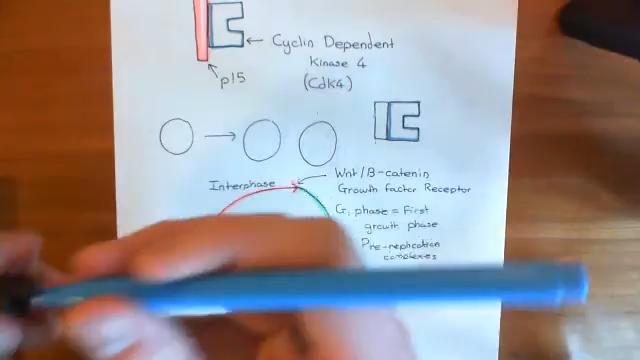 Cyclin Dependent
Kinase 4
(Cdk4)
p15
Wnt/B-catenin
Growth factor Receptor
Interphase
G1 phase = First
growth phase
Pre-replication
complexes